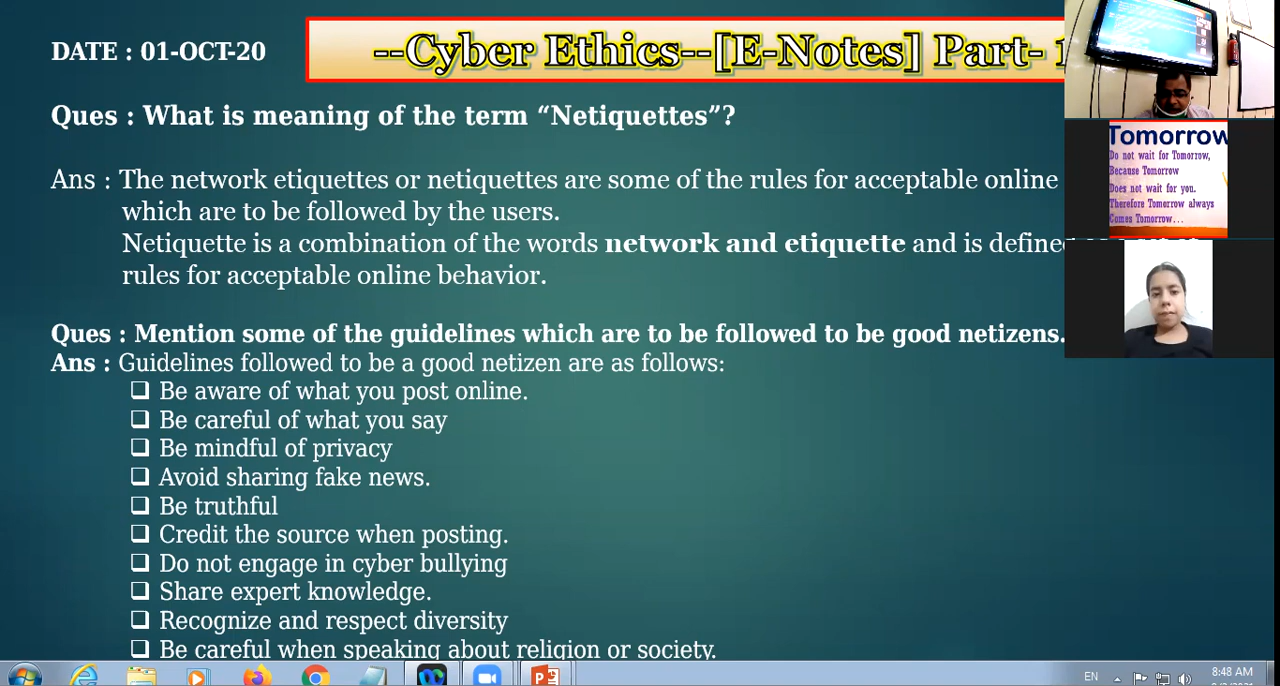 DATE : 01-OCT-20
--Cyber Ethics--[E-Notes] Part-
Ques : What is meaning of the term “Netiquettes”?
Ans : The network etiquettes or netiquettes are some of the rules for acceptable online
which are to be followed by the users.
Netiquette is a combination of the words network and etiquette and is defined
rules for acceptable online behavior.
Ques : Mention some of the guidelines which are to be followed to be good netizens.
Ans : Guidelines followed to be a good netizen are as follows:
❑ Be aware of what you post online.
❑ Be careful of what you say
❑ Be mindful of privacy
❑ Avoid sharing fake news.
❑ Be truthful
❑ Credit the source when posting.
❑ Do not engage in cyber bullying
❑ Share expert knowledge.
❑ Recognize and respect diversity
❑ Be careful when speaking about religion or society.
Tomorrow
Do not wait for Tomorrow,
Because Tomorrow
Does not wait for you.
Therefore Tomorrow always
Comes Tomorrow...
EN
8:48 AM